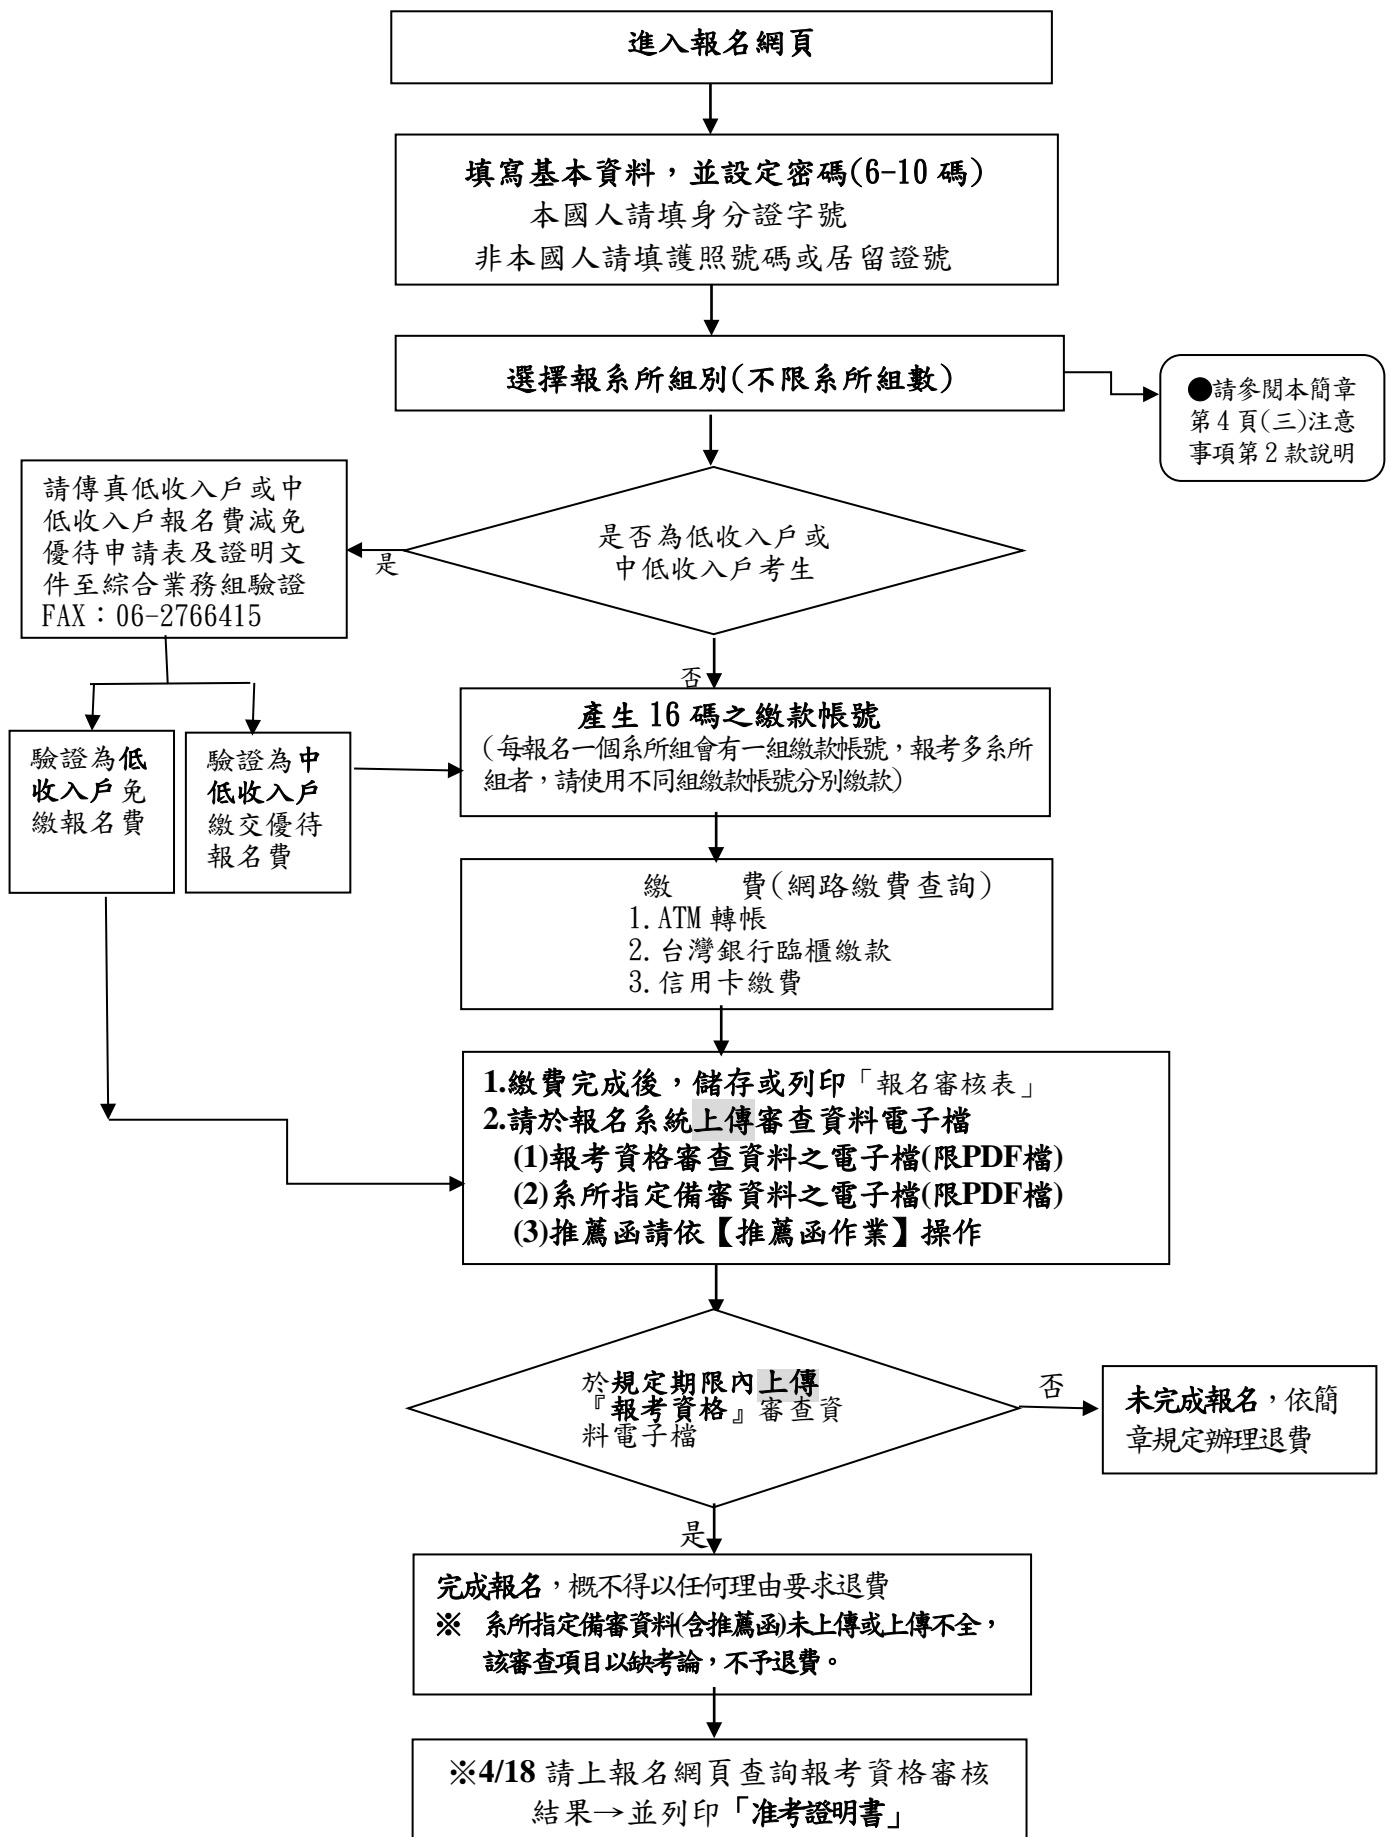 進入報名網頁
填寫基本資料，並設定密碼(6-10 碼)
本國人請填身分證字號
非本國人請填護照號碼或居留證號
選擇報系所組別(不限系所組數)
●請參閱本簡章
第 4 頁(三)注意
事項第 2 款說明
是否為低收入戶或
中低收入戶考生
是
請傳真低收入戶或中
低收入戶報名費減免
優待申請表及證明文
件至綜合業務組驗證
FAX：06-2766415
否
驗證為低
收入戶免
繳報名費
驗證為中
低收入戶
繳交優待
報名費
產生 16 碼之繳款帳號
(每報名一個系所組會有一組繳款帳號，報考多系所
組者，請使用不同組繳款帳號分別繳款)
繳　　費(網路繳費查詢)
1. ATM 轉帳
2. 台灣銀行臨櫃繳款
3. 信用卡繳費
1.繳費完成後，儲存或列印「報名審核表」
2.請於報名系統上傳審查資料電子檔
(1)報考資格審查資料之電子檔(限PDF檔)
(2)系所指定備審資料之電子檔(限PDF檔)
(3)推薦函請依【推薦函作業】操作
於規定期限內上傳
『報考資格』審查資
料電子檔
否
未完成報名，依簡
章規定辦理退費
是
完成報名，概不得以任何理由要求退費
※ 系所指定備審資料(含推薦函)未上傳或上傳不全，
該審查項目以缺考論，不予退費。
※4/18 請上報名網頁查詢報考資格審核
結果→並列印「准考證明書」